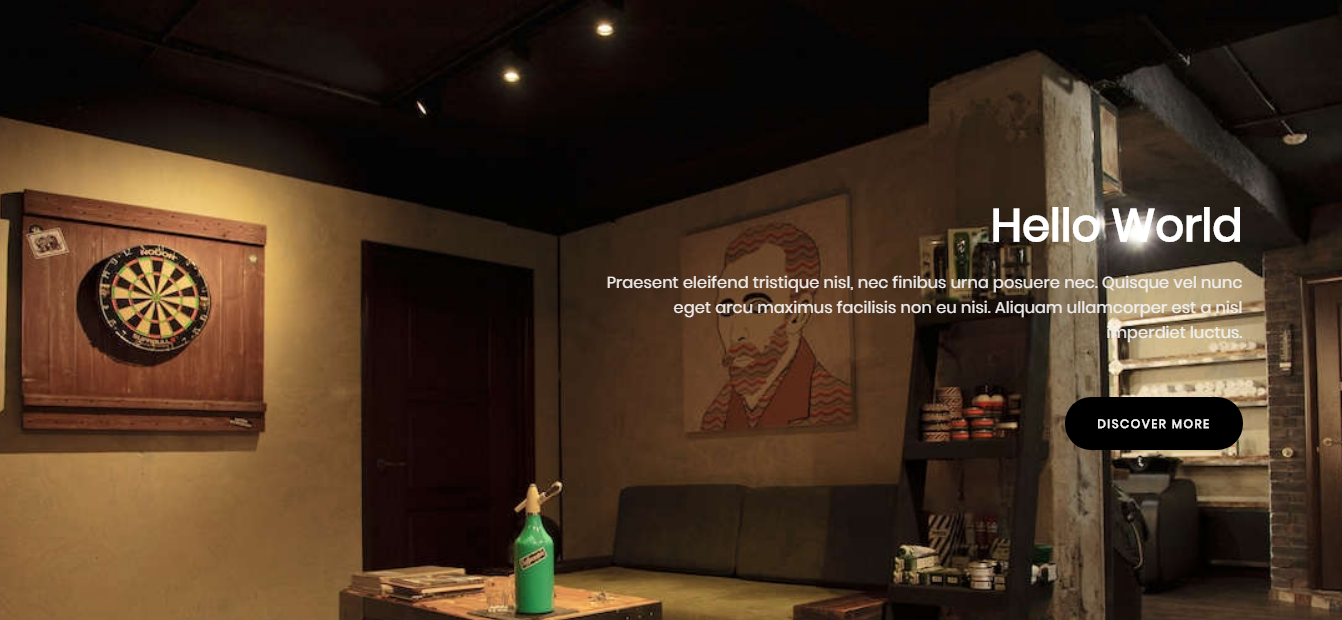 Hello World
Praesent eleifend tristique nisl, nec finibus urna posuere nec. Quisque vel nunc
eget arcu maximus facilisis non eu nisi. Aliquam ullamcorper est a nisl
imperdiet luctus.
DISCOVER MORE